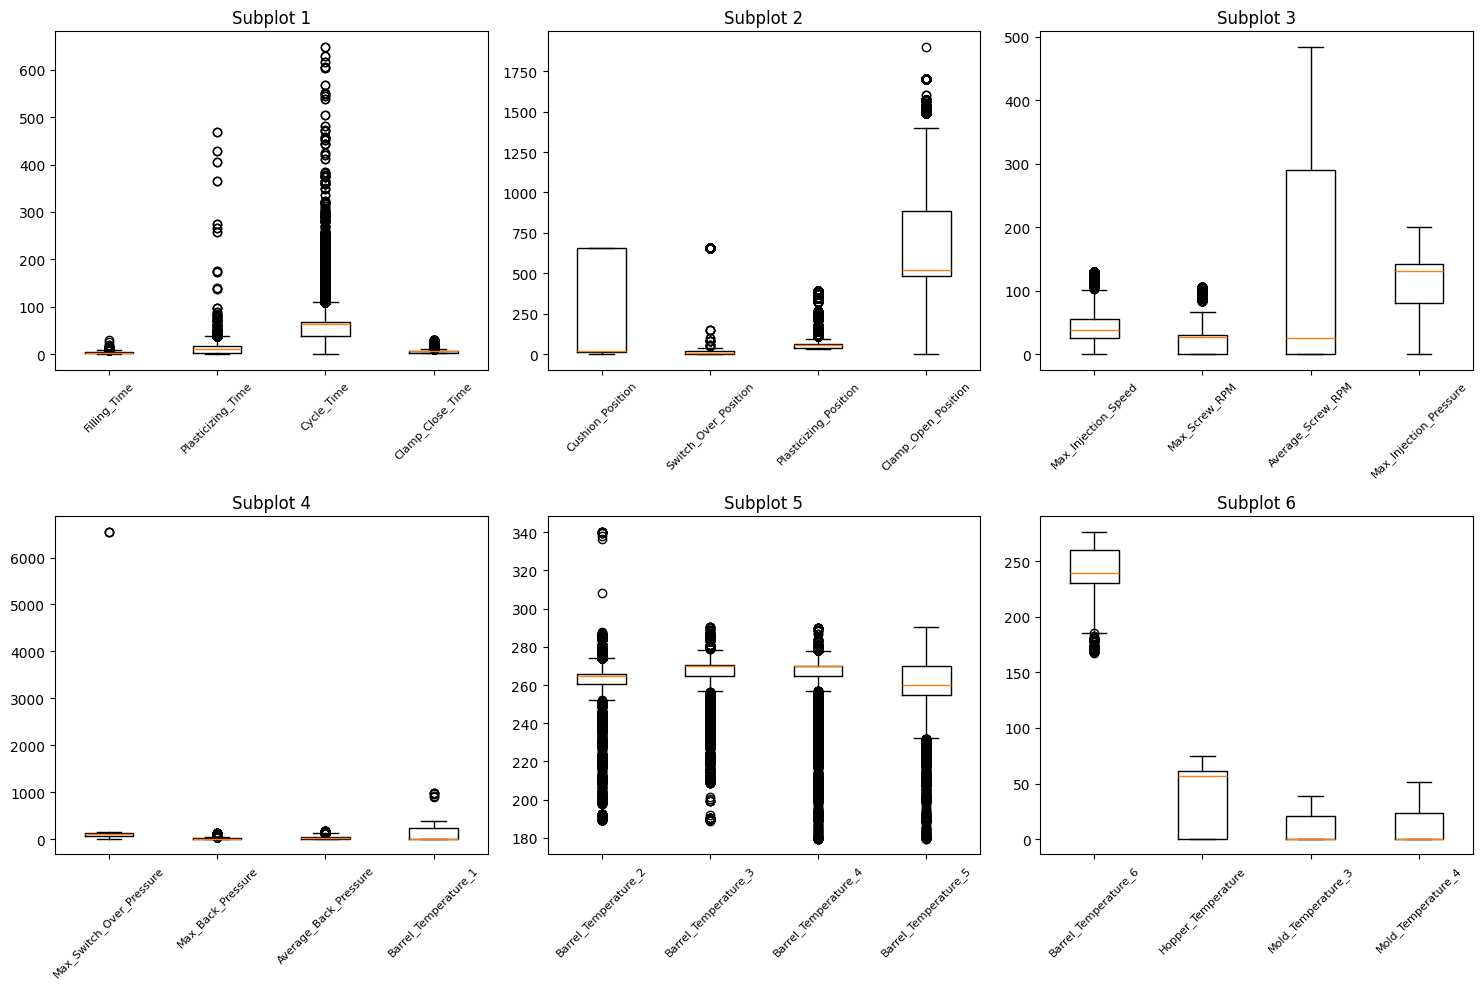 Subplot 1
600
500
400
300
200
100
0
Filling_Time
Plasticizing_Time
Cycle_Time
Clamp_Close_Time
Subplot 2
1750
1500
1250
1000
750
500
250
0
Cushion_Position
Switch_Over_Position
Plasticizing_Position
Clamp_Open_Position
Subplot 3
500
400
300
200
100
0
Max_Injection_Speed
Max_Screw_RPM
Average_Screw_RPM
Max_Injection_Pressure
Subplot 4
6000
5000
4000
3000
2000
1000
0
Max_Switch_Over_Pressure
Max_Back_Pressure
Average_Back_Pressure
Barrel_Temperature_1
Subplot 5
340
320
300
280
260
240
220
200
180
Barrel_Temperature_2
Barrel_Temperature_3
Barrel_Temperature_4
Barrel_Temperature_5
Subplot 6
250
200
150
100
50
0
Barrel_Temperature_6
Hopper_Temperature
Mold_Temperature_3
Mold_Temperature_4